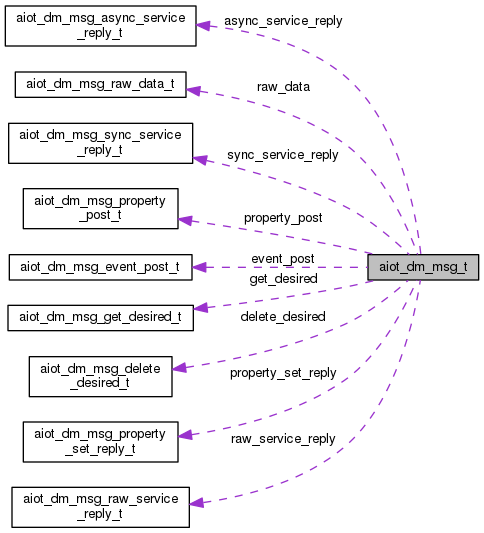 aiot_dm_msg_async_service
_reply_t
async_service_reply
aiot_dm_msg_raw_data_t
raw_data
aiot_dm_msg_sync_service
_reply_t
sync_service_reply
aiot_dm_msg_property
_post_t
property_post
aiot_dm_msg_event_post_t
event_post
aiot_dm_msg_t
get_desired
aiot_dm_msg_get_desired_t
delete_desired
aiot_dm_msg_delete
_desired_t
property_set_reply
aiot_dm_msg_property
_set_reply_t
raw_service_reply
aiot_dm_msg_raw_service
_reply_t